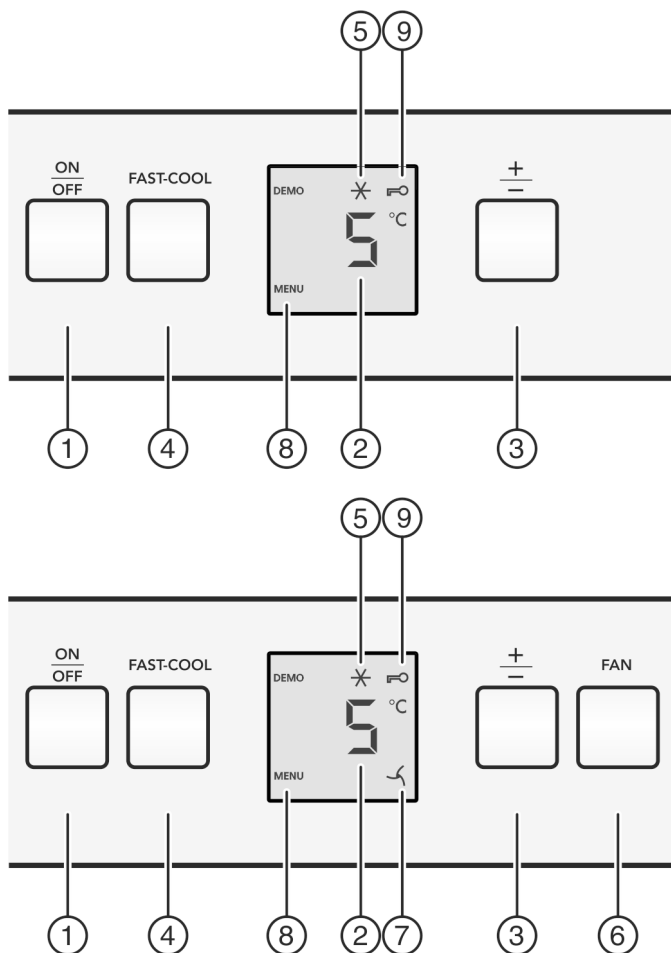 5 9
ON
OFF
FAST-COOL
DEMO
°C
5
MENU
+
−
1 4 8 2 3
5 9
ON
OFF
FAST-COOL
DEMO
°C
5
MENU
+
−
FAN
1 4 8 2 7 3 6